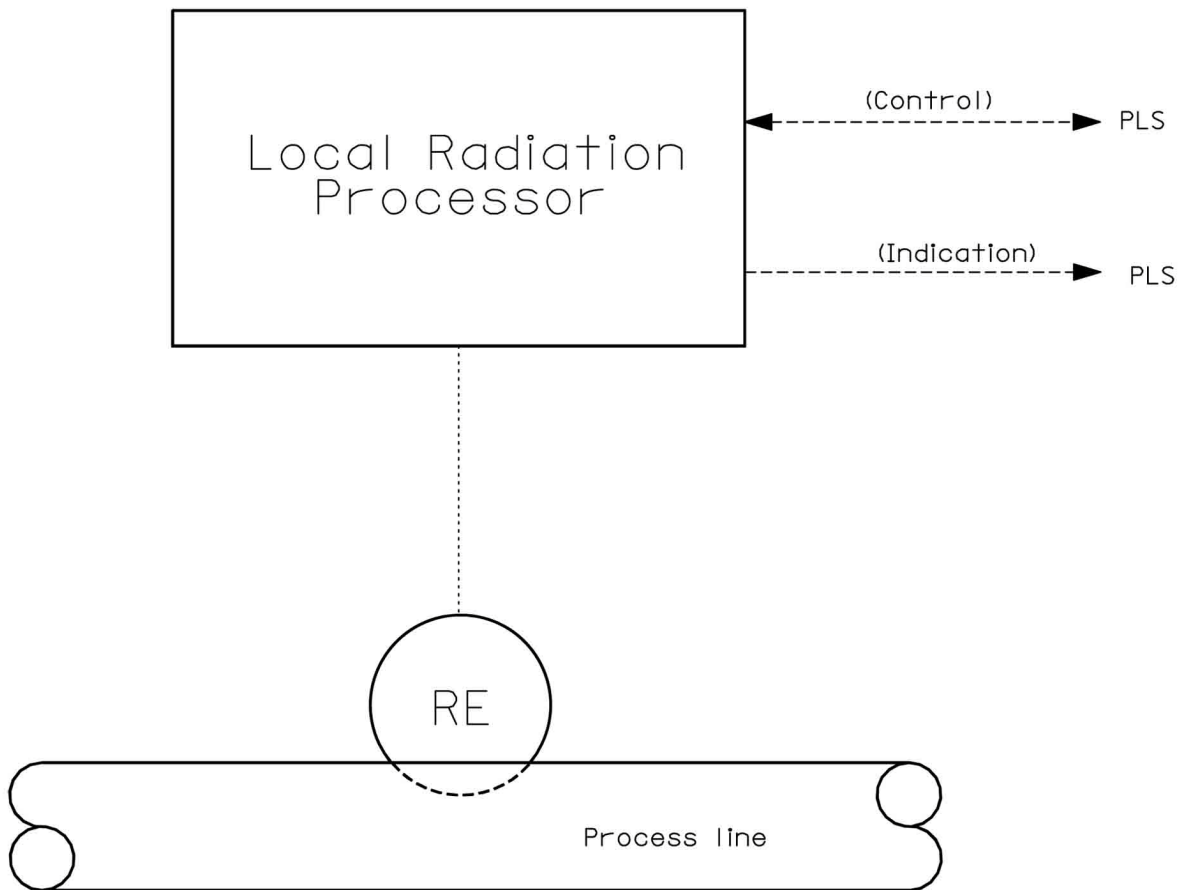 Local Radiation
Processor
(Control)
PLS
(Indication)
PLS
RE
Process line